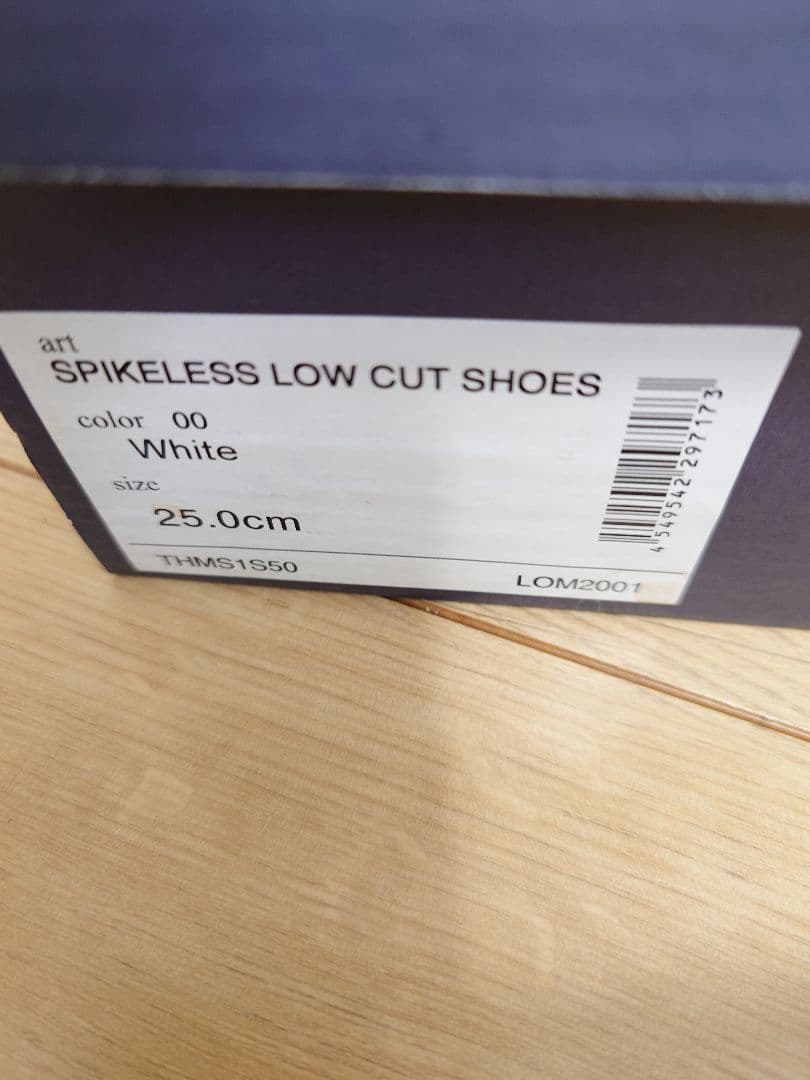 art
SPIKELESS LOW CUT SHOES
color 00
White
size
25.0cm
THMS1S50
LOM2001
4549542297173